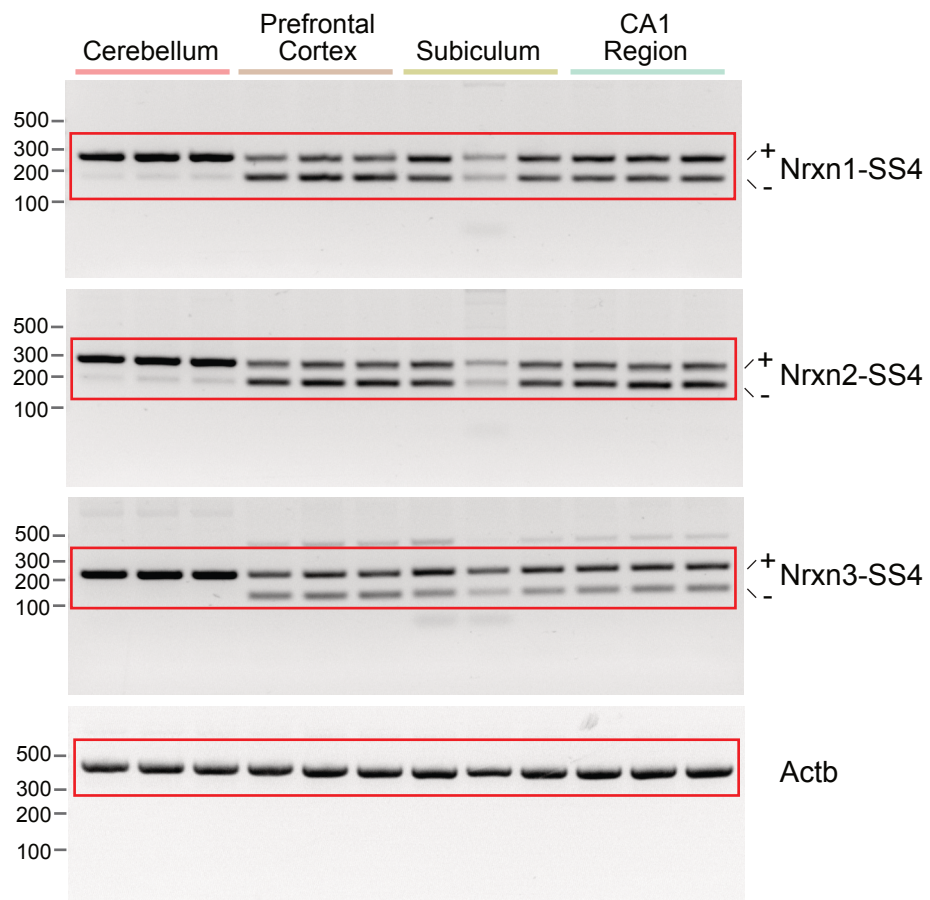 Cerebellum
Prefrontal
Cortex
Subiculum
CA1
Region
500
300
200
100
+
-
Nrxn1-SS4
500
300
200
100
+
-
Nrxn2-SS4
500
300
200
100
+
-
Nrxn3-SS4
500
300
200
100
Actb